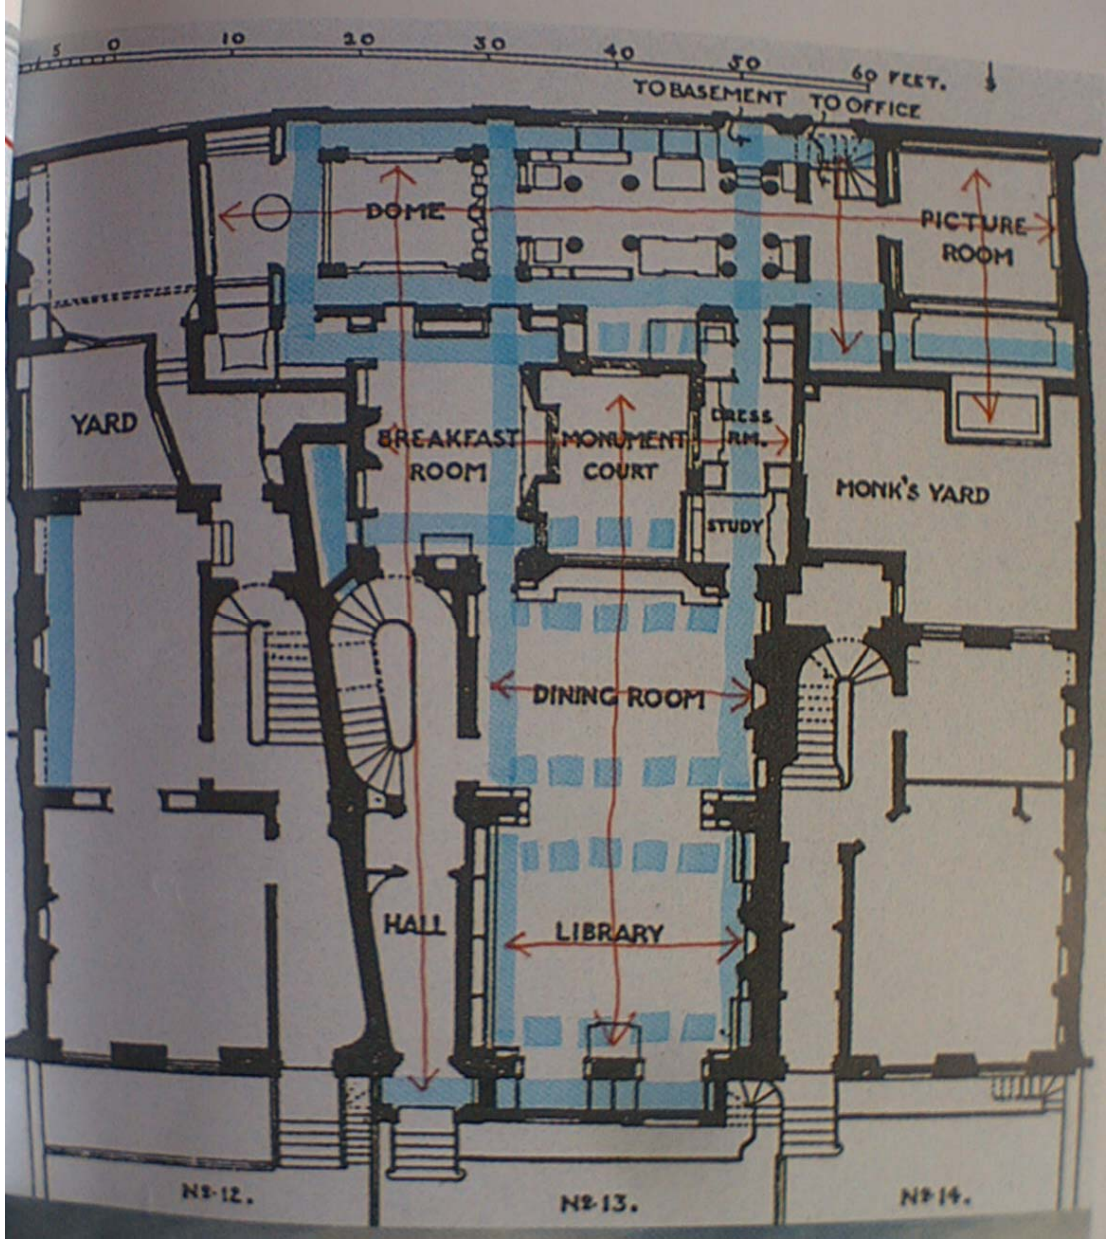 5 0 10 20 30 40 50 60 FEET.
TO BASEMENT TO OFFICE
DOME
PICTURE
ROOM
YARD
BREAKFAST
ROOM
MONUMENT
COURT
DRESS
RM.
MONK'S YARD
STUDY
DINING ROOM
HALL
LIBRARY
No 12.
No 13.
No 14.